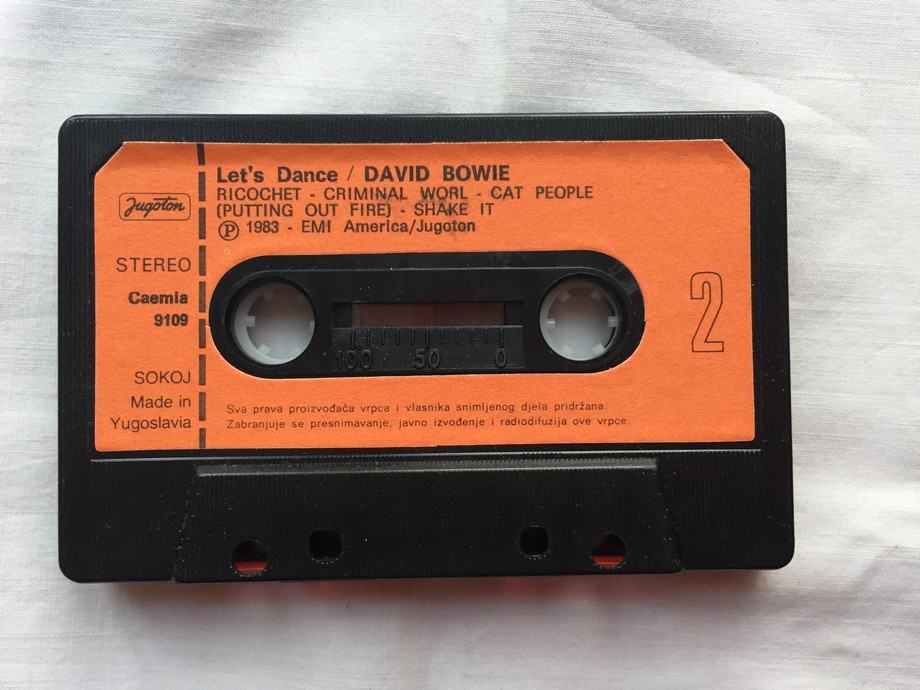 Let's Dance / DAVID BOWIE
RICOCHET - CRIMINAL WORL - CAT PEOPLE
(PUTTING OUT FIRE) - SHAKE IT
Ⓟ 1983 - EMI America/Jugoton
Jugoton
STEREO
Caemia
9109
SOKOJ
Made in
Yugoslavia
2
100 50 0
Sva prava proizvođača vrpca i vlasnika snimljenog djela pridržana.
Zabranjuje se presnimavanje, javno izvođenje i radiodifuzija ove vrpce.